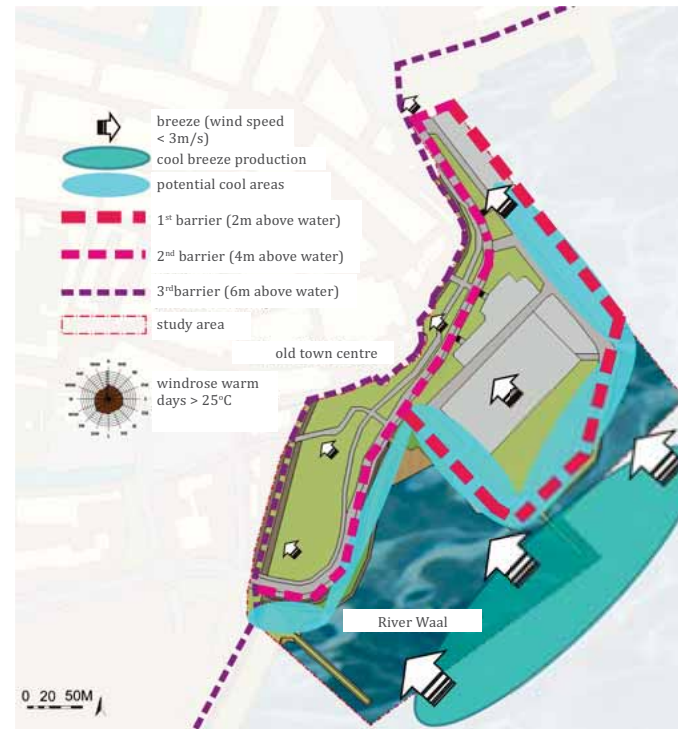 breeze (wind speed
< 3m/s)
cool breeze production
potential cool areas
1st barrier (2m above water)
2nd barrier (4m above water)
3rdbarrier (6m above water)
study area
old town centre
windrose warm
days > 25°C
River Waal
0 20 50M